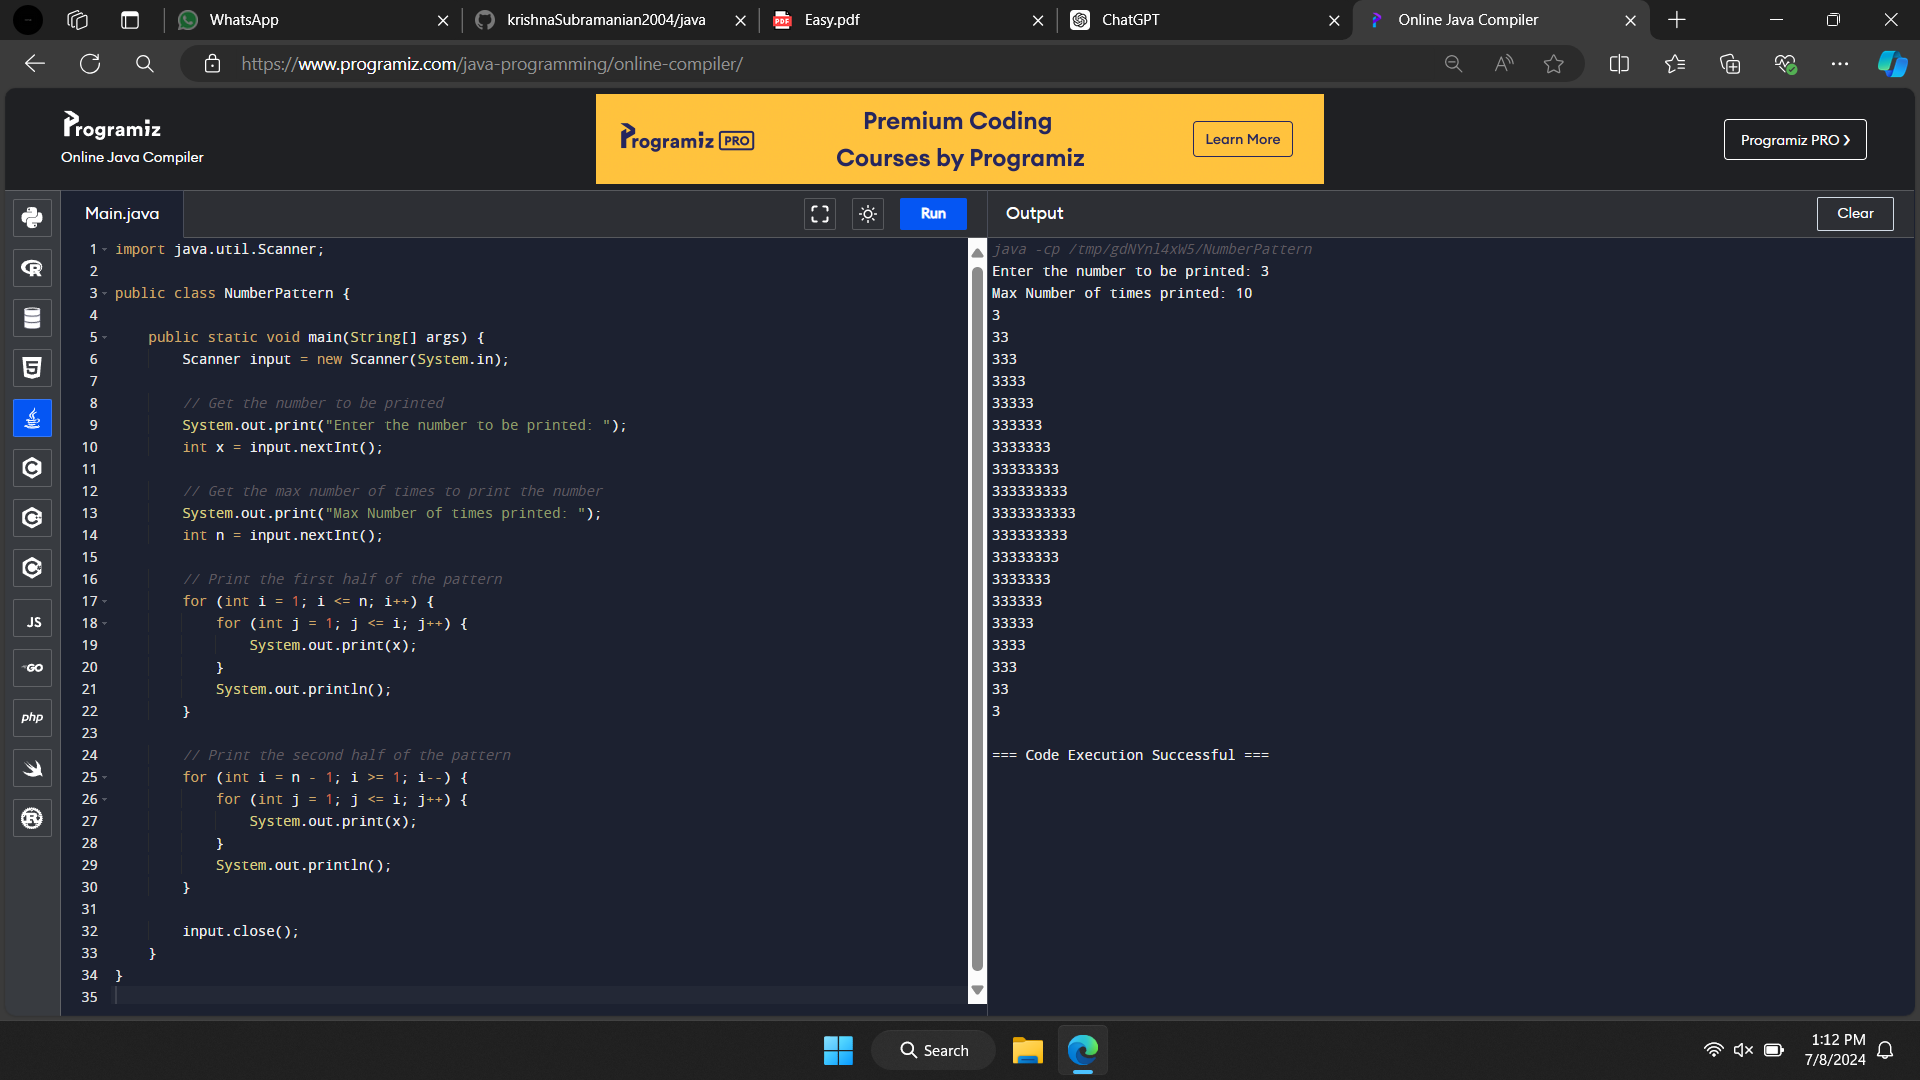 WhatsApp
krishnaSubramanian2004/java
Easy.pdf
ChatGPT
Online Java Compiler
https://www.programiz.com/java-programming/online-compiler/
Programiz
Online Java Compiler
Programiz PRO
Premium Coding
Courses by Programiz
Learn More
Programiz PRO ❯
Main.java
Run
Output
Clear
1 import java.util.Scanner;
2
3 public class NumberPattern {
4
5     public static void main(String[] args) {
6         Scanner input = new Scanner(System.in);
7
8         // Get the number to be printed
9         System.out.print("Enter the number to be printed: ");
10         int x = input.nextInt();
11
12         // Get the max number of times to print the number
13         System.out.print("Max Number of times printed: ");
14         int n = input.nextInt();
15
16         // Print the first half of the pattern
17         for (int i = 1; i <= n; i++) {
18             for (int j = 1; j <= i; j++) {
19                 System.out.print(x);
20             }
21             System.out.println();
22         }
23
24         // Print the second half of the pattern
25         for (int i = n - 1; i >= 1; i--) {
26             for (int j = 1; j <= i; j++) {
27                 System.out.print(x);
28             }
29             System.out.println();
30         }
31
32         input.close();
33     }
34 }
35
java -cp /tmp/gdNYnl4xW5/NumberPattern
Enter the number to be printed: 3
Max Number of times printed: 10
3
33
333
3333
33333
333333
3333333
33333333
333333333
3333333333
333333333
33333333
3333333
333333
33333
3333
333
33
3

=== Code Execution Successful ===
JS
GO
php
Search
1:12 PM
7/8/2024